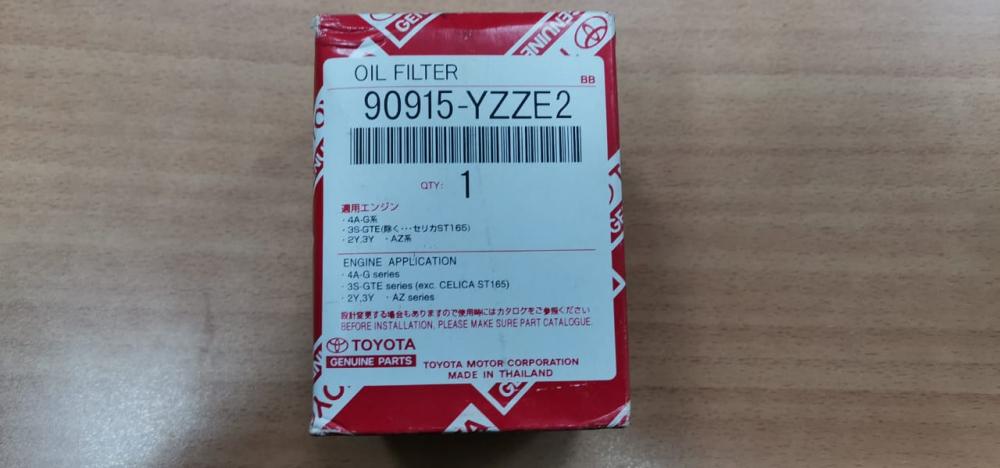 GENUINE
OIL FILTER
BB
90915-YZZE2
QTY: 1
適用エンジン
・4A-G系
・3S-GTE(除く・・・セリカST165)
・2Y,3Y ・AZ系
ENGINE APPLICATION
・4A-G series
・3S-GTE series (exc. CELICA ST165)
・2Y,3Y ・AZ series
設計変更する場合もありますので使用時にはカタログをご参照ください
BEFORE INSTALLATION, PLEASE MAKE SURE PART CATALOGUE.
TOYOTA
GENUINE PARTS
TOYOTA MOTOR CORPORATION
MADE IN THAILAND